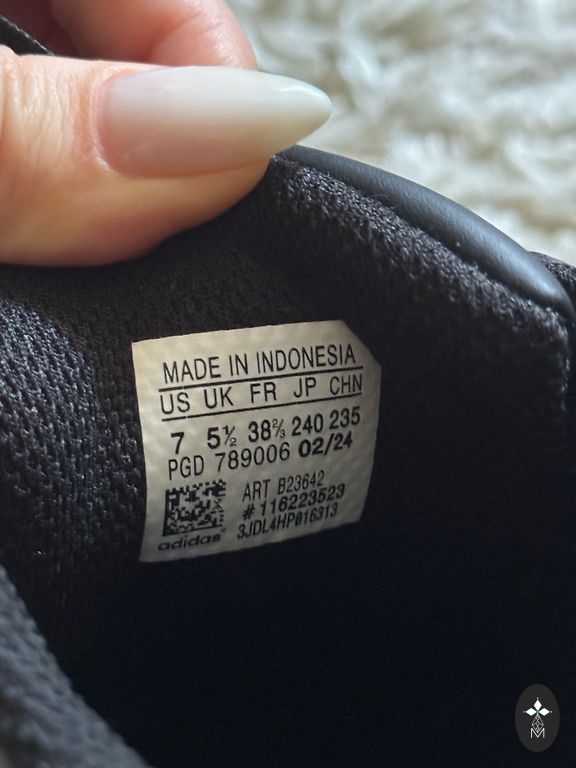 MADE IN INDONESIA
US UK FR JP CHN
7 5½ 38⅔ 240 235
PGD 789006 02/24
ART B23642
# 116223523
3JDL4HP016313
adidas
M